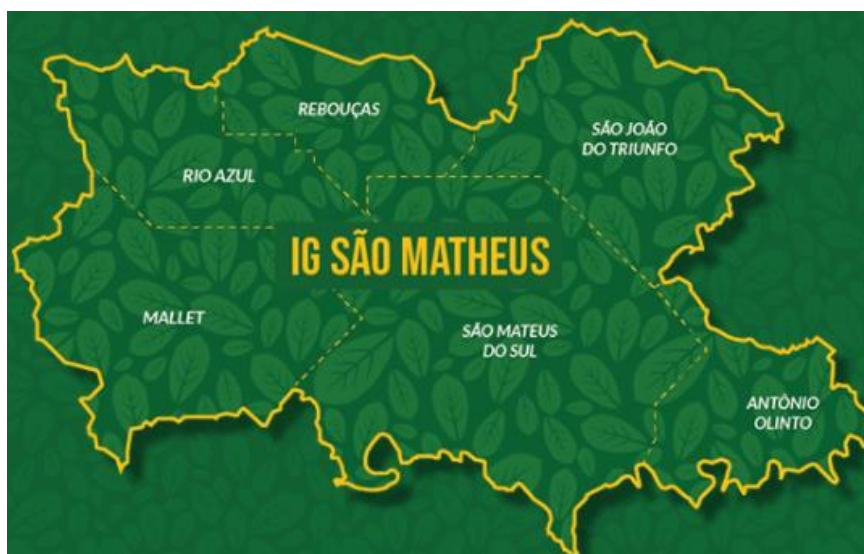 REBOUÇAS
SÃO JOÃO
DO TRIUNFO
RIO AZUL
IG SÃO MATHEUS
MALLET
SÃO MATEUS
DO SUL
ANTÔNIO
OLINTO